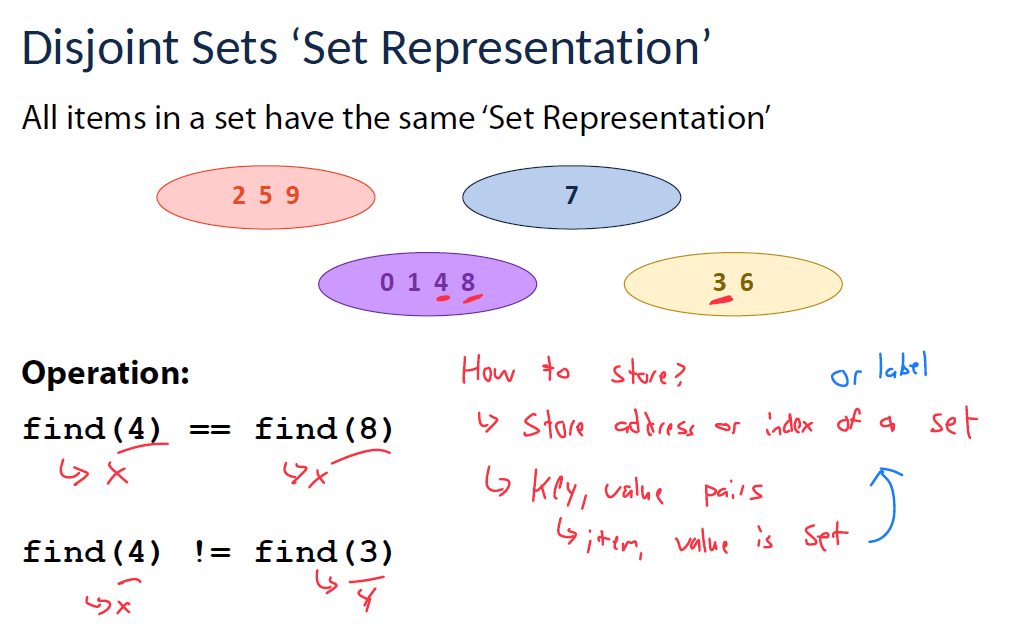 Disjoint Sets ‘Set Representation’
All items in a set have the same ‘Set Representation’
2 5 9
7
0 1 4 8
3 6
Operation:
How to store?
or label
find(4) == find(8)
↳ store address or index of a set
↳ x
↳ x
↳ Key, value pairs
↳ item, value is set
find(4) != find(3)
↳ x
↳ y